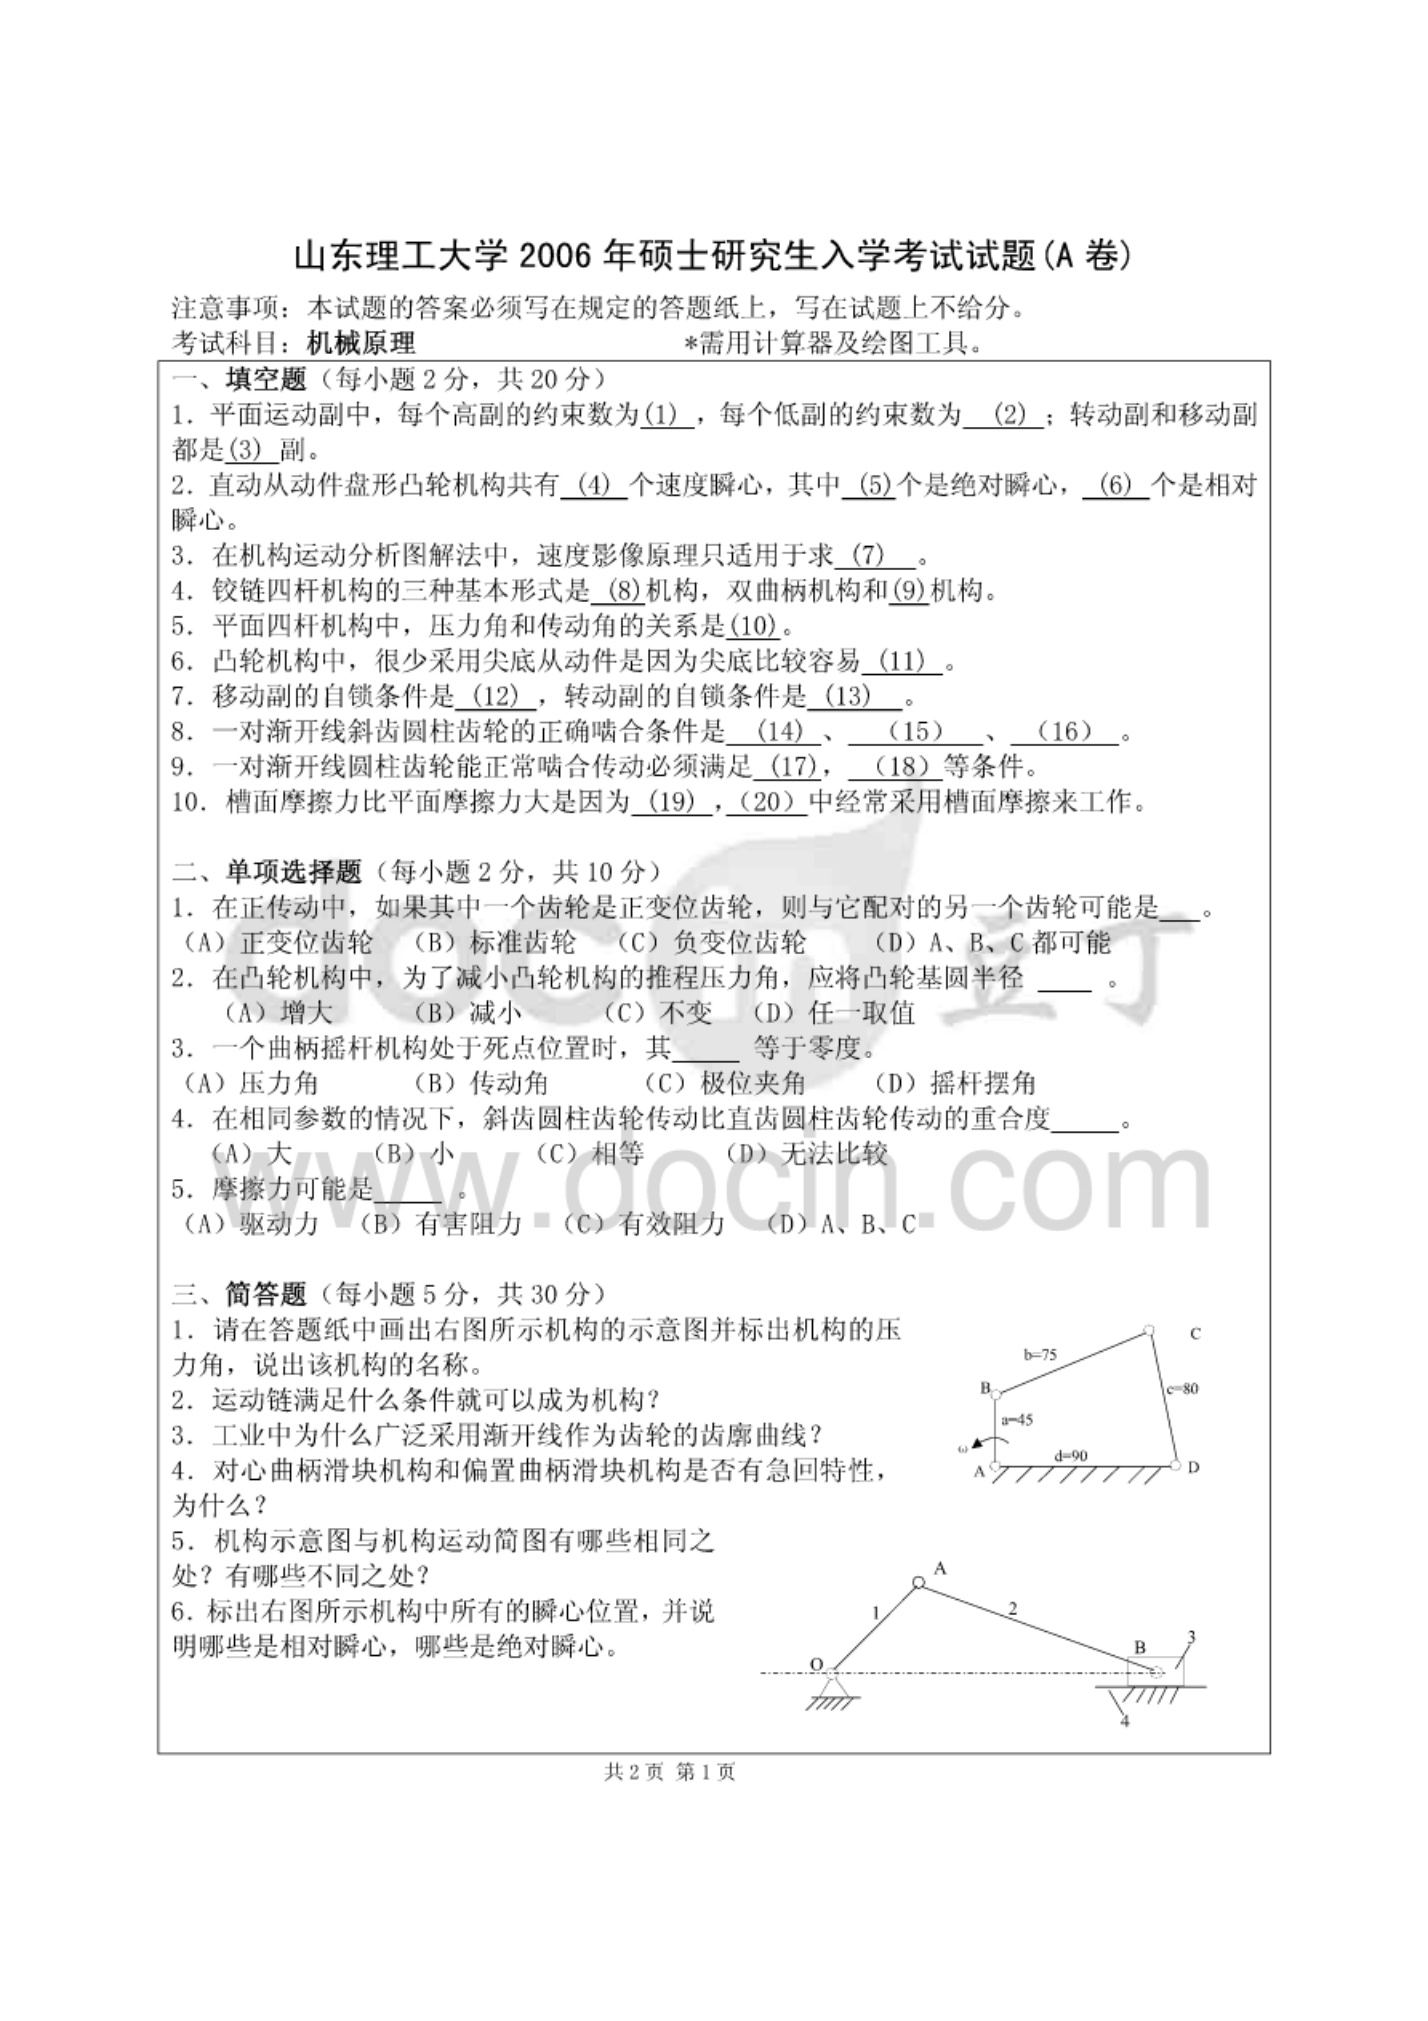 山东理工大学 2006 年硕士研究生入学考试试题(A 卷)
注意事项：本试题的答案必须写在规定的答题纸上，写在试题上不给分。
考试科目：机械原理 *需用计算器及绘图工具。
一、填空题（每小题 2 分，共 20 分）
1．平面运动副中，每个高副的约束数为(1)，每个低副的约束数为 (2)；转动副和移动副
都是(3) 副。
2．直动从动件盘形凸轮机构共有 (4) 个速度瞬心，其中 (5)个是绝对瞬心， (6) 个是相对
瞬心。
3．在机构运动分析图解法中，速度影像原理只适用于求 (7) 。
4．铰链四杆机构的三种基本形式是 (8)机构，双曲柄机构和(9)机构。
5．平面四杆机构中，压力角和传动角的关系是(10)。
6．凸轮机构中，很少采用尖底从动件是因为尖底比较容易 (11) 。
7．移动副的自锁条件是 (12) ，转动副的自锁条件是 (13) 。
8．一对渐开线斜齿圆柱齿轮的正确啮合条件是 (14) 、 （15） 、 （16） 。
9．一对渐开线圆柱齿轮能正常啮合传动必须满足 (17)， （18）等条件。
10．槽面摩擦力比平面摩擦力大是因为 (19) ，（20）中经常采用槽面摩擦来工作。
二、单项选择题（每小题 2 分，共 10 分）
1．在正传动中，如果其中一个齿轮是正变位齿轮，则与它配对的另一个齿轮可能是___。
（A）正变位齿轮 （B）标准齿轮 （C）负变位齿轮 （D）A、B、C 都可能
2．在凸轮机构中，为了减小凸轮机构的推程压力角，应将凸轮基圆半径 ____ 。
（A）增大 （B）减小 （C）不变 （D）任一取值
3．一个曲柄摇杆机构处于死点位置时，其_____ 等于零度。
（A）压力角 （B）传动角 （C）极位夹角 （D）摇杆摆角
4．在相同参数的情况下，斜齿圆柱齿轮传动比直齿圆柱齿轮传动的重合度_____。
（A）大 （B）小 （C）相等 （D）无法比较
5．摩擦力可能是_____ 。
（A）驱动力 （B）有害阻力 （C）有效阻力 （D）A、B、C
三、简答题（每小题 5 分，共 30 分）
1．请在答题纸中画出右图所示机构的示意图并标出机构的压
力角，说出该机构的名称。
2．运动链满足什么条件就可以成为机构？
3．工业中为什么广泛采用渐开线作为齿轮的齿廓曲线？
4．对心曲柄滑块机构和偏置曲柄滑块机构是否有急回特性，
为什么？
C
b=75
B
c=80
a=45
ω
d=90
A
D
5．机构示意图与机构运动简图有哪些相同之
处？有哪些不同之处？
6．标出右图所示机构中所有的瞬心位置，并说
明哪些是相对瞬心，哪些是绝对瞬心。
A
1
2
3
B
O
4
共 2 页 第 1 页
docin 豆丁
www.docin.com